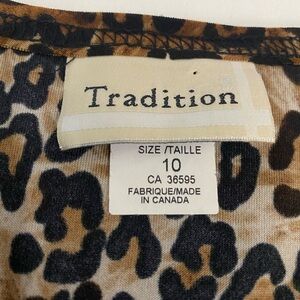 Tradition
SIZE/TAILLE
10
CA 36595
FABRIQUE/MADE
IN CANADA